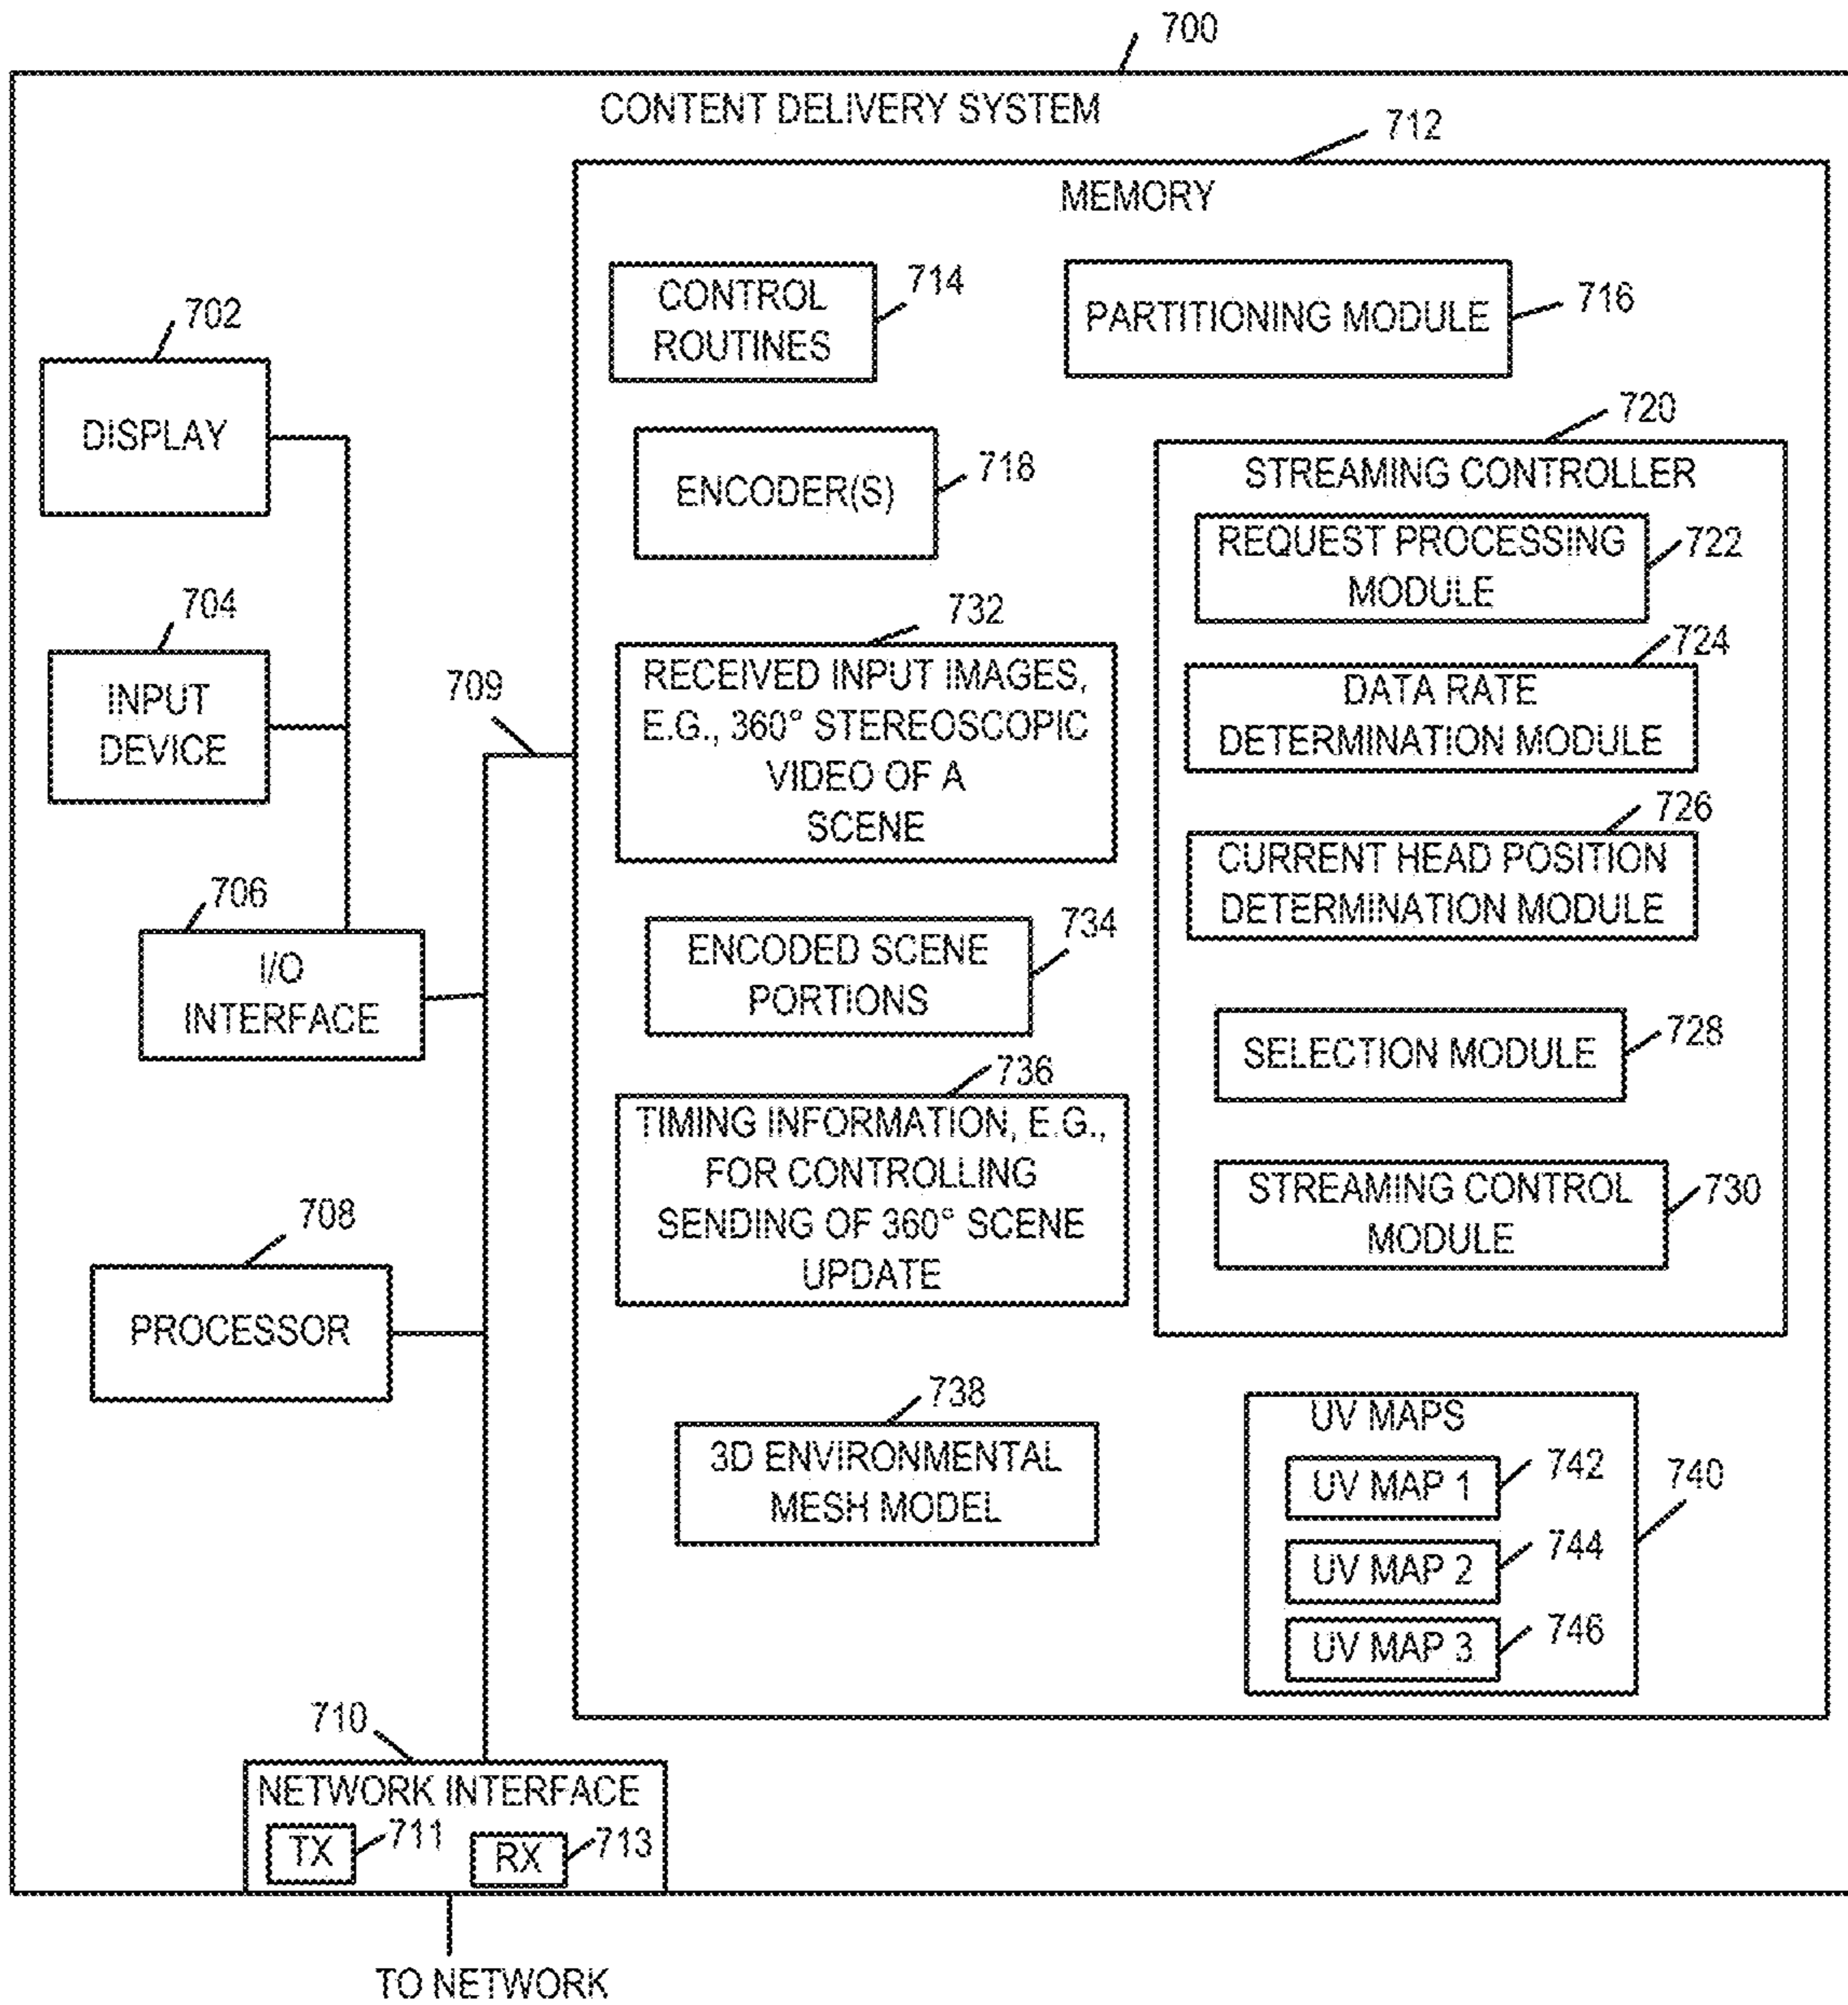 700
CONTENT DELIVERY SYSTEM
712
MEMORY
CONTROL
ROUTINES
714
PARTITIONING MODULE
716
702
DISPLAY
ENCODER(S)
718
720
STREAMING CONTROLLER
REQUEST PROCESSING
MODULE
722
704
INPUT
DEVICE
709
732
RECEIVED INPUT IMAGES,
E.G., 360° STEREOSCOPIC
VIDEO OF A
SCENE
724
DATA RATE
DETERMINATION MODULE
726
CURRENT HEAD POSITION
DETERMINATION MODULE
706
I/O
INTERFACE
ENCODED SCENE
PORTIONS
734
SELECTION MODULE
728
736
TIMING INFORMATION, E.G.,
FOR CONTROLLING
SENDING OF 360° SCENE
UPDATE
STREAMING CONTROL
MODULE
730
708
PROCESSOR
738
3D ENVIRONMENTAL
MESH MODEL
UV MAPS
UV MAP 1
742
740
UV MAP 2
744
UV MAP 3
746
710
NETWORK INTERFACE
TX
711
RX
713
TO NETWORK